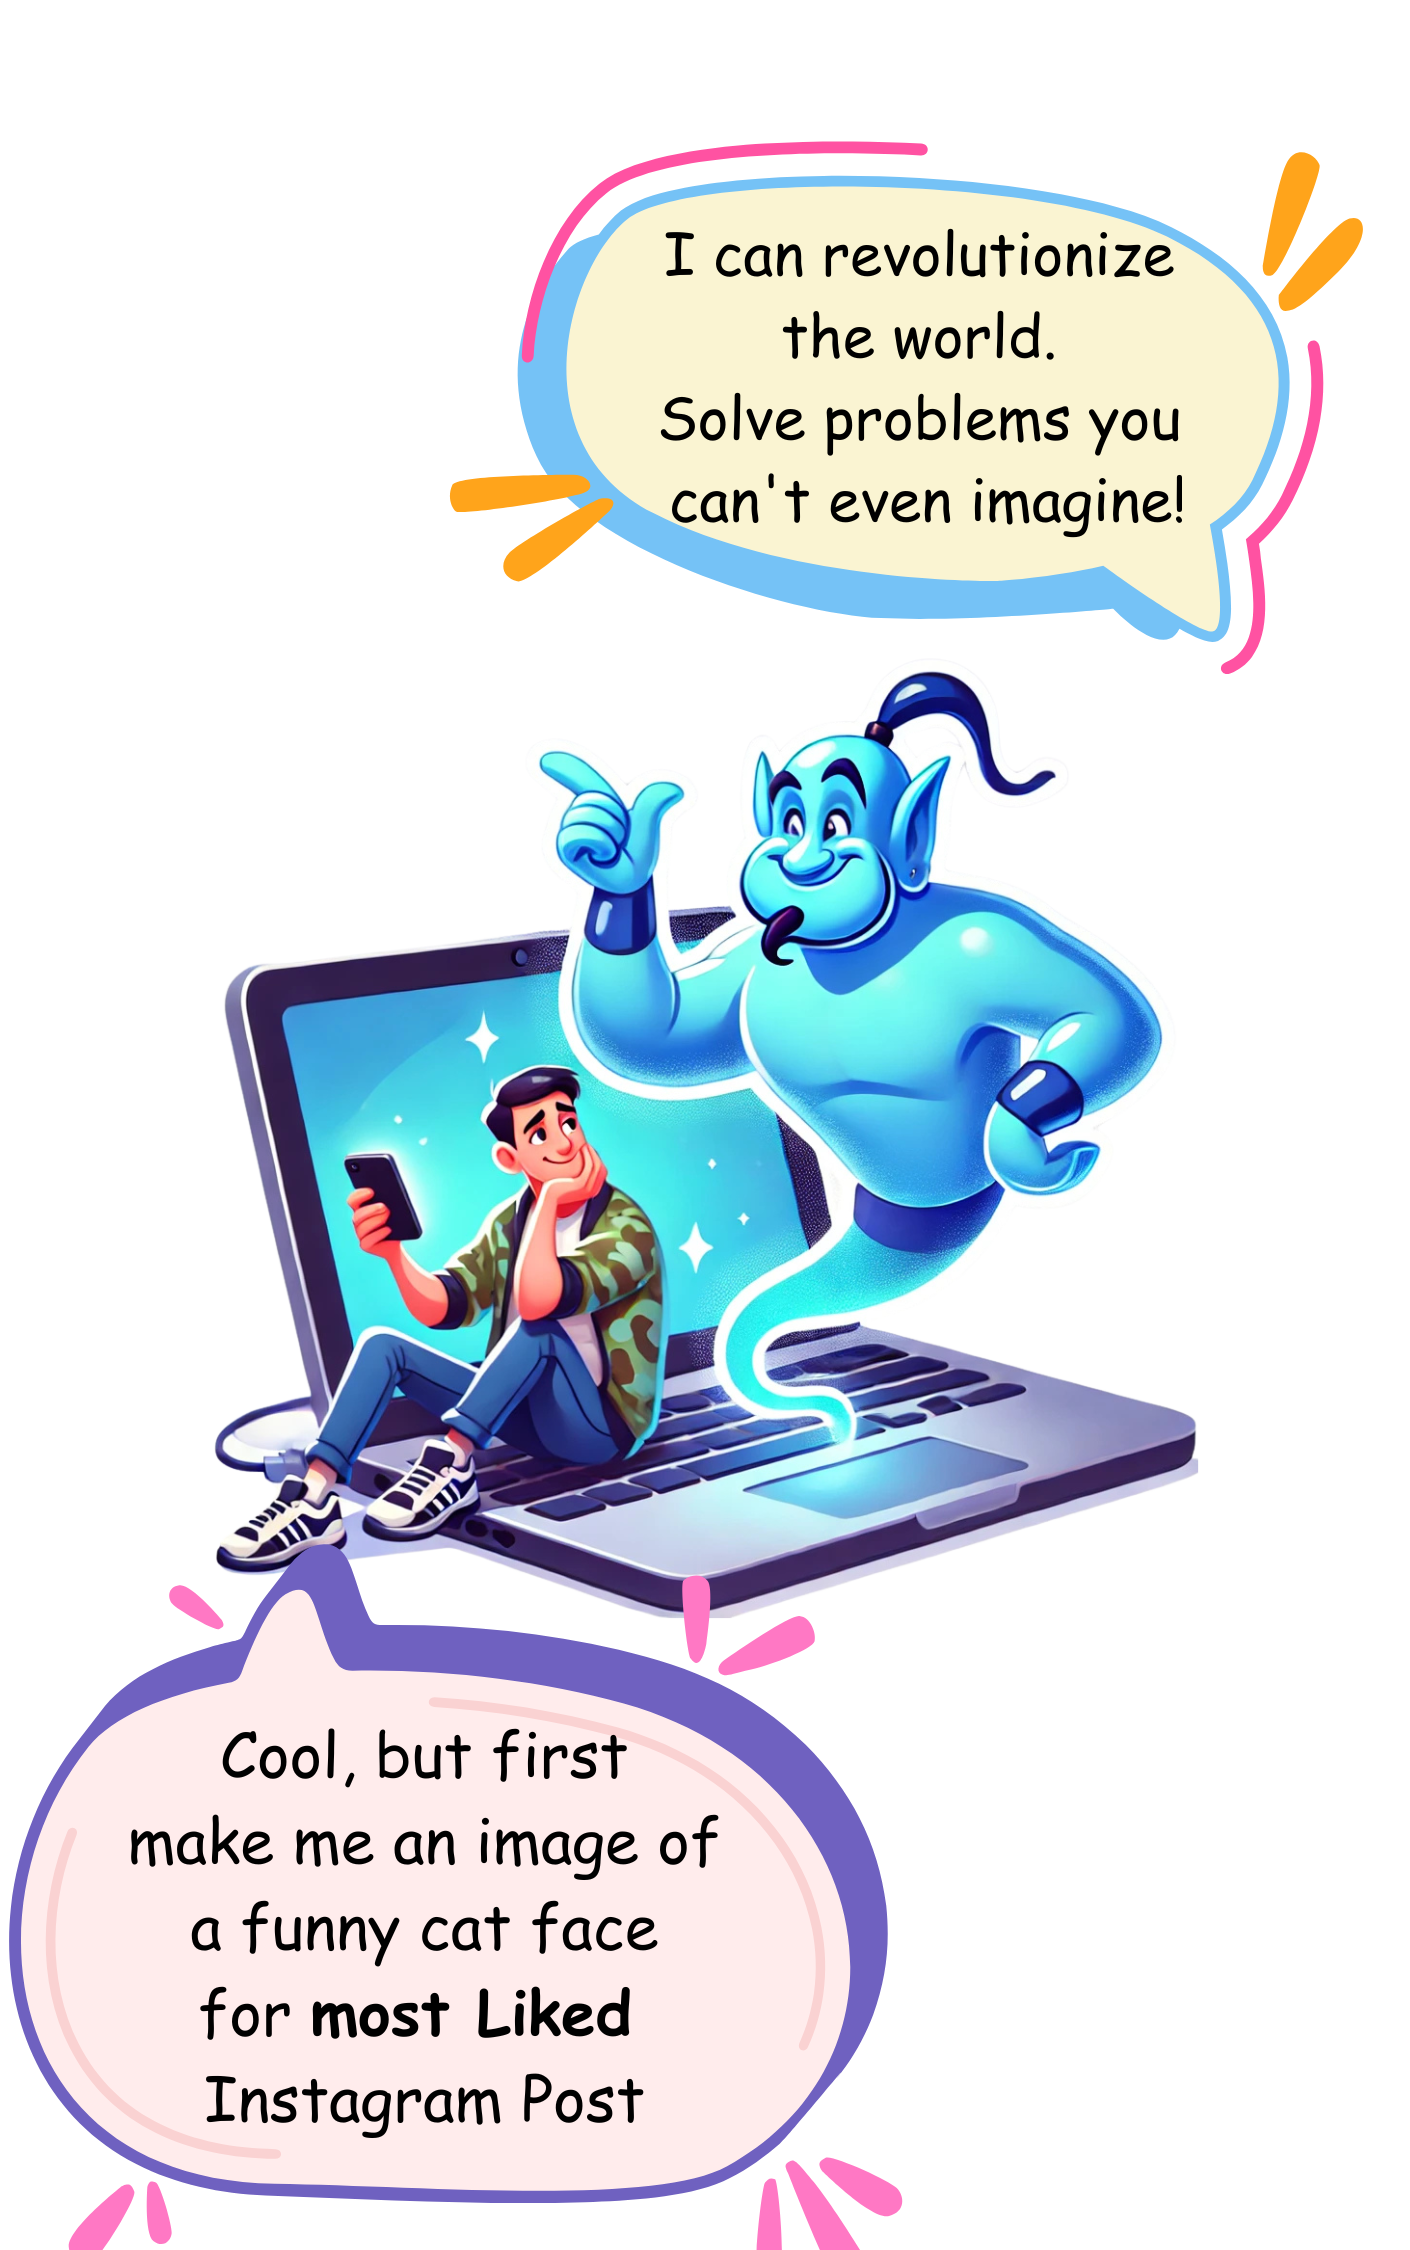 I can revolutionize
the world.
Solve problems you
can't even imagine!
Cool, but first
make me an image of
a funny cat face
for most Liked
Instagram Post